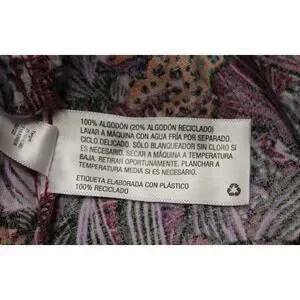 100% ALGODÓN (20% ALGODÓN RECICLADO)
LAVAR A MÁQUINA CON AGUA FRÍA POR SEPARADO.
CICLO DELICADO. SÓLO BLANQUEADOR SIN CLORO SI
ES NECESARIO. SECAR A MÁQUINA A TEMPERATURA
BAJA, RETIRAR OPORTUNAMENTE. PLANCHAR A
TEMPERATURA MEDIA SI ES NECESARIO.
ETIQUETA ELABORADA CON PLÁSTICO
100% RECICLADO